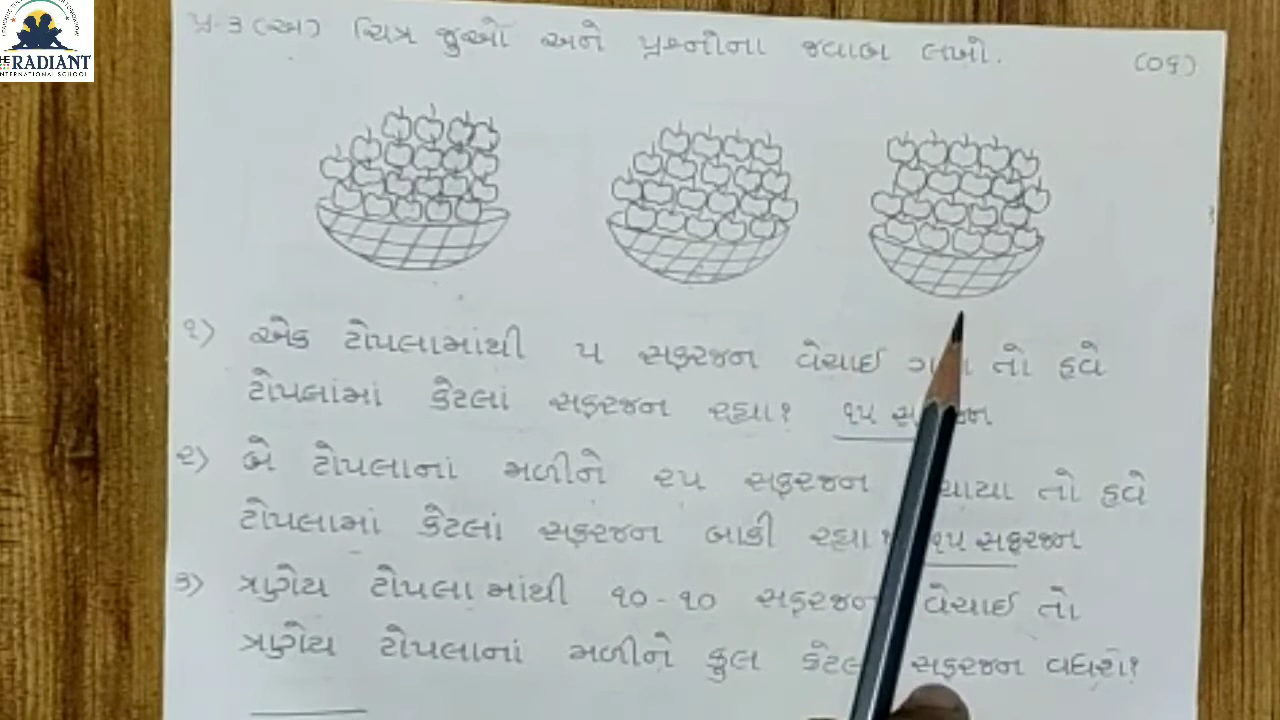 THE RADIANT
INTERNATIONAL SCHOOL
પ્ર-૩ (અ) ચિત્ર જુઓ અને પ્રશ્નોના જવાબ લખો. (૦૬)
૧) એક ટોપલામાંથી ૫ સફરજન વેચાઈ તો હવે
ટોપલાંમાં કેટલાં સફરજન રહ્યા? ૧૫
૨) બે ટોપલાનાં મળીને ૨૫ સફરજન તો હવે
ટોપલામાં કેટલાં સફરજન બાકી રહ્યા? ૧૫ સફરજન
૩) ત્રણેય ટોપલામાંથી ૧૦-૧૦ સફરજન વેચાઈ તો
ત્રણેય ટોપલાનાં મળીને કુલ સફરજન વધશે?